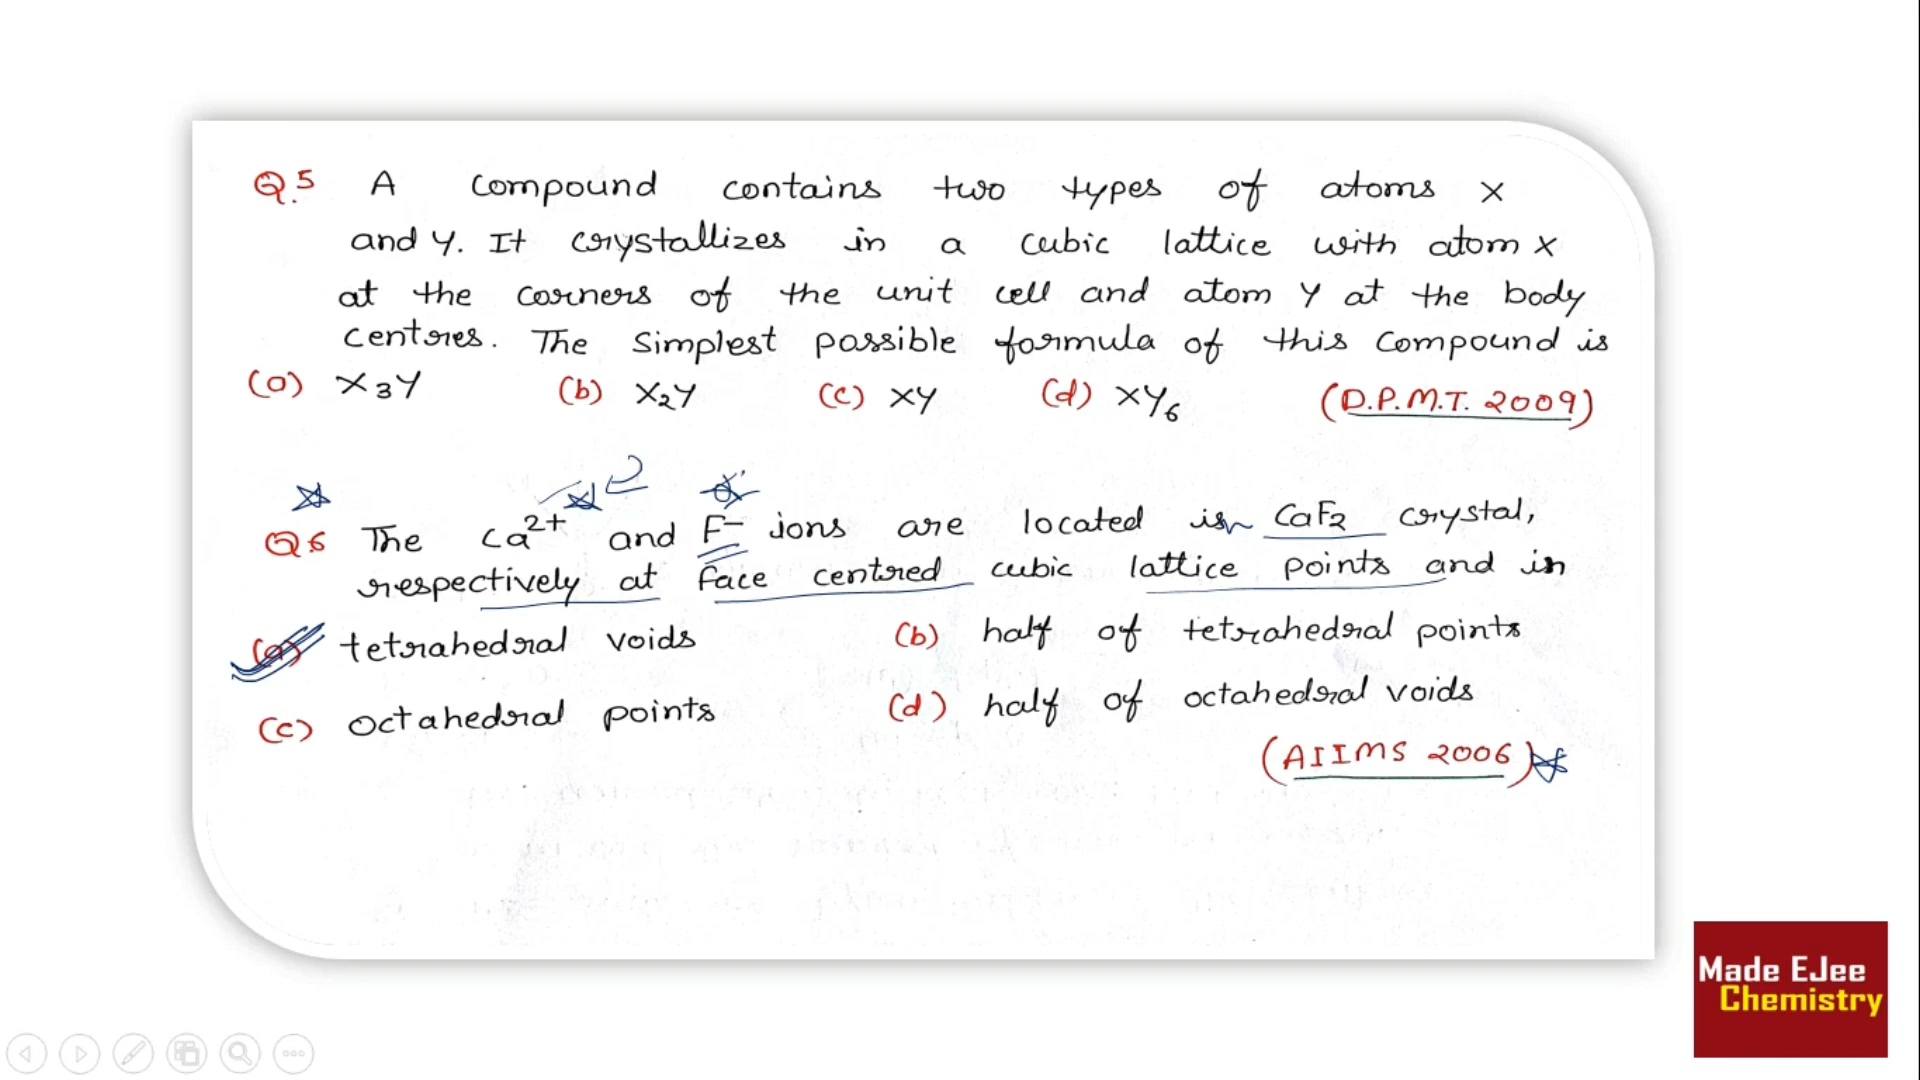 Q.5 A compound contains two types of atoms X
and Y. It crystallizes in a cubic lattice with atom X
at the corners of the unit cell and atom Y at the body
centres. The simplest possible formula of this compound is
(a) X3Y (b) X2Y (c) XY (d) XY6 (D.P.M.T. 2009)
Q.6 The Ca2+ and F- ions are located in CaF2 crystal,
respectively at face centred cubic lattice points and in
(a) tetrahedral voids (b) half of tetrahedral points
(c) octahedral points (d) half of octahedral voids
(AIIMS 2006)
Made EJee
Chemistry